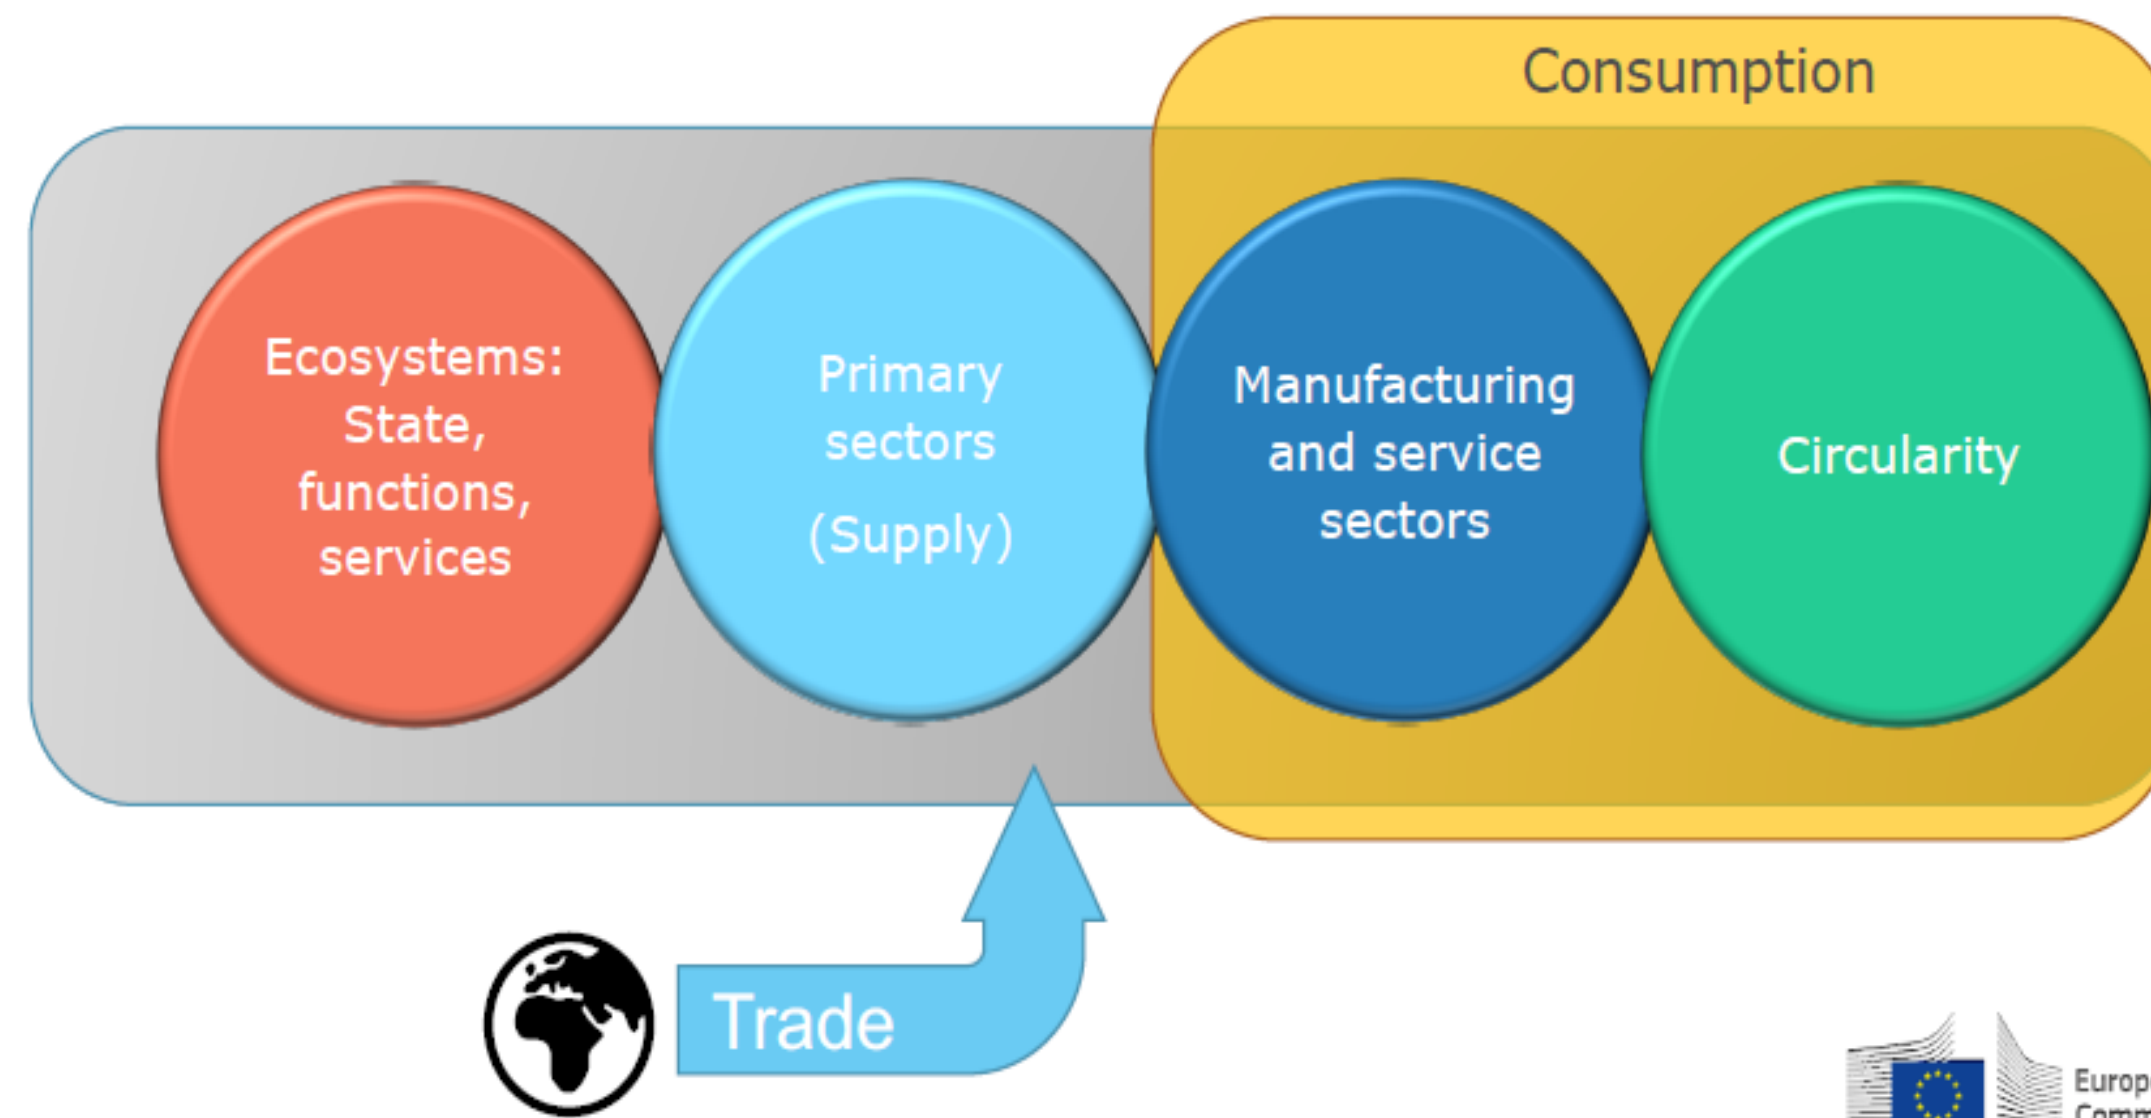 Consumption
Ecosystems:
State,
functions,
services
Primary
sectors
(Supply)
Manufacturing
and service
sectors
Circularity
Trade